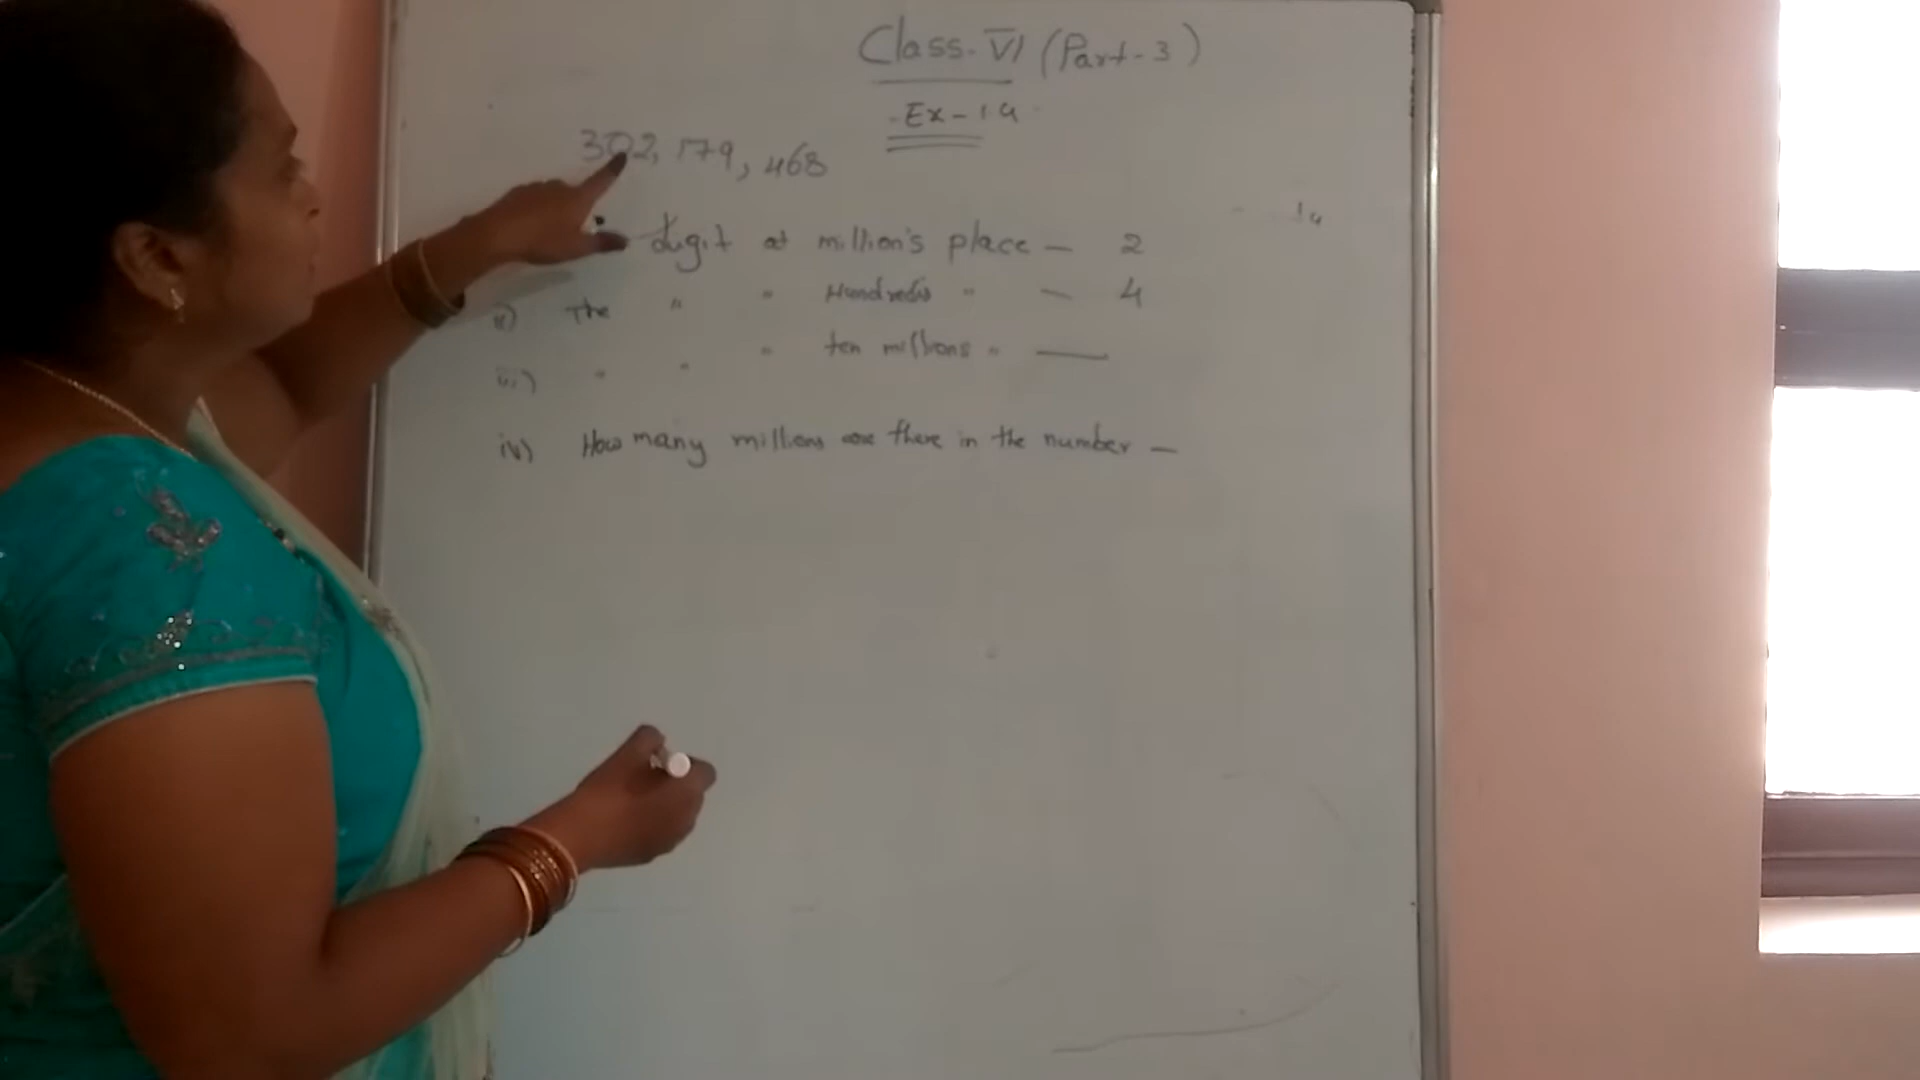 Class-VI (Part-3)
Ex-1.4
302, 179, 468
digit at million's place — 2
ii) The " " Hundreds " — 4
iii) " " " ten millions " —
iv) How many millions are there in the number —